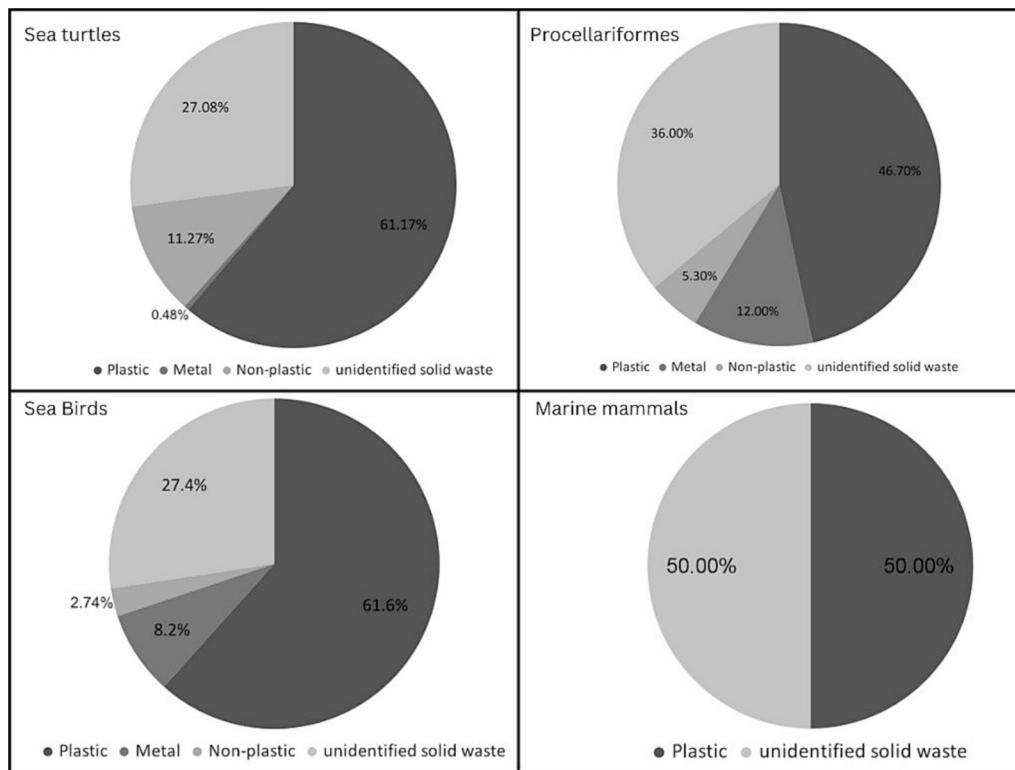 Sea turtles
27.08%
61.17%
11.27%
0.48%
Plastic Metal Non-plastic unidentified solid waste
Procellariformes
36.00%
46.70%
5.30%
12.00%
Plastic Metal Non-plastic unidentified solid waste
Sea Birds
27.4%
2.74%
61.6%
8.2%
Plastic Metal Non-plastic unidentified solid waste
Marine mammals
50.00%
50.00%
Plastic unidentified solid waste